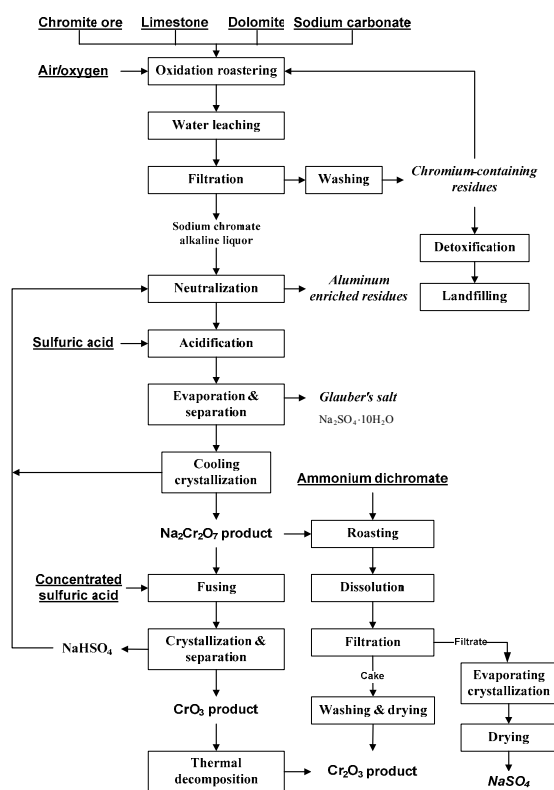 Chromite ore
Limestone
Dolomite
Sodium carbonate
Air/oxygen
Oxidation roastering
Water leaching
Filtration
Washing
Chromium-containing
residues
Sodium chromate
alkaline liquor
Detoxification
Neutralization
Aluminum
enriched residues
Landfilling
Sulfuric acid
Acidification
Evaporation &
separation
Glauber's salt
Na₂SO₄·10H₂O
Cooling
crystallization
Ammonium dichromate
Na₂Cr₂O₇ product
Roasting
Concentrated
sulfuric acid
Fusing
Dissolution
NaHSO₄
Crystallization &
separation
Filtration
Filtrate
Cake
Evaporating
crystallization
CrO₃ product
Washing & drying
Drying
Thermal
decomposition
Cr₂O₃ product
NaSO₄